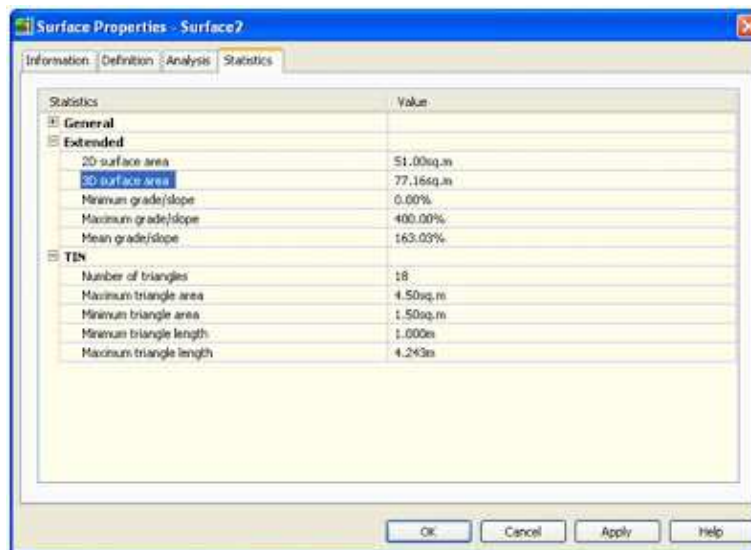 Surface Properties - Surface2
Information Definition Analysis Statistics
Statistics Value
General
Extended
2D surface area 51.00sq.m
3D surface area 77.16sq.m
Minimum grade/slope 0.00%
Maximum grade/slope 400.00%
Mean grade/slope 163.03%
TIN
Number of triangles 18
Maximum triangle area 4.50sq.m
Minimum triangle area 1.50sq.m
Minimum triangle length 1.000m
Maximum triangle length 4.243m
OK Cancel Apply Help